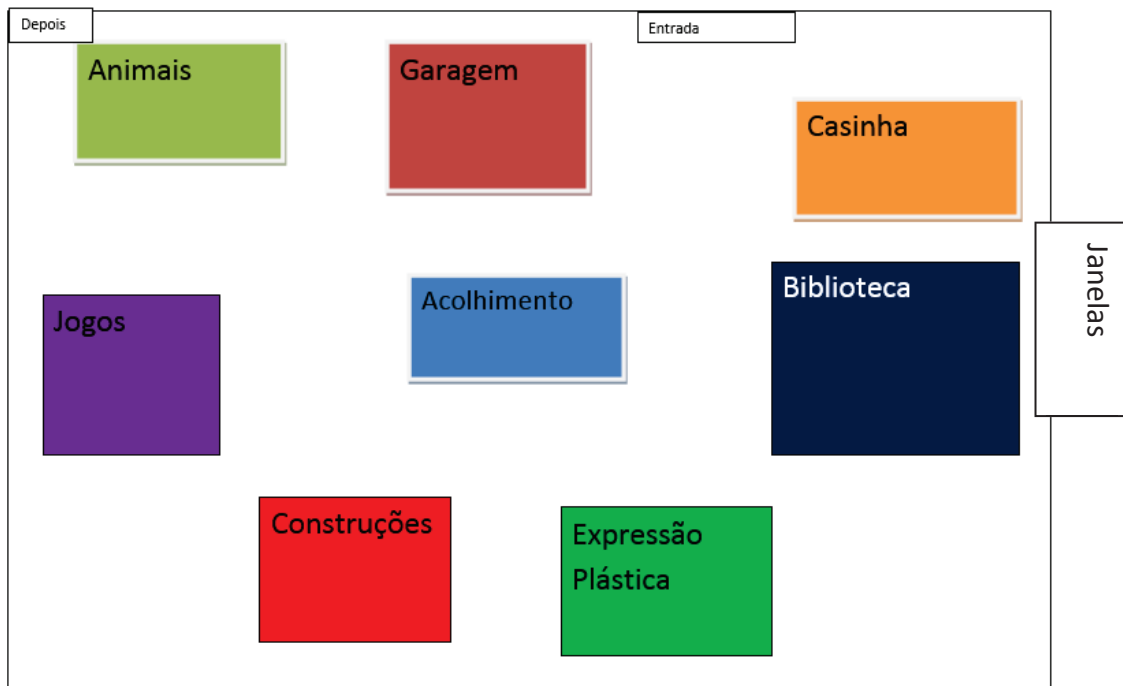 Depois
Entrada
Animais
Garagem
Casinha
Janelas
Biblioteca
Acolhimento
Jogos
Construções
Expressão
Plástica